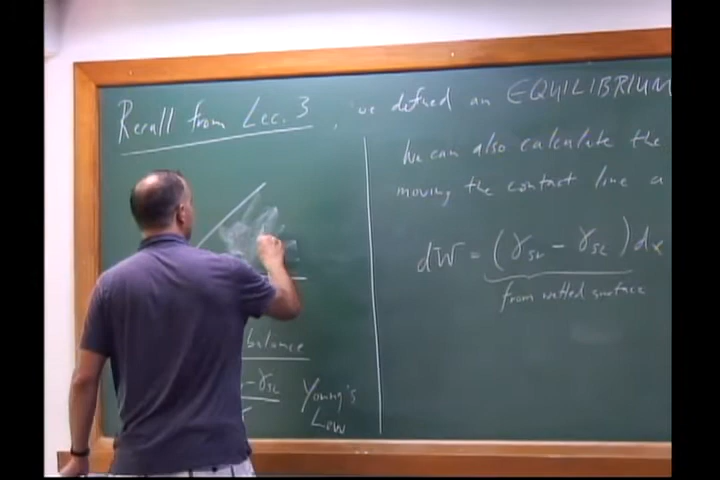 Recall from Lec. 3, we defined an EQUILIBRIUM
balance
- γ_SL
Young's
Law
We can also calculate the
moving the contact line a
dW = (γ_SV - γ_SL) dx
from wetted surface